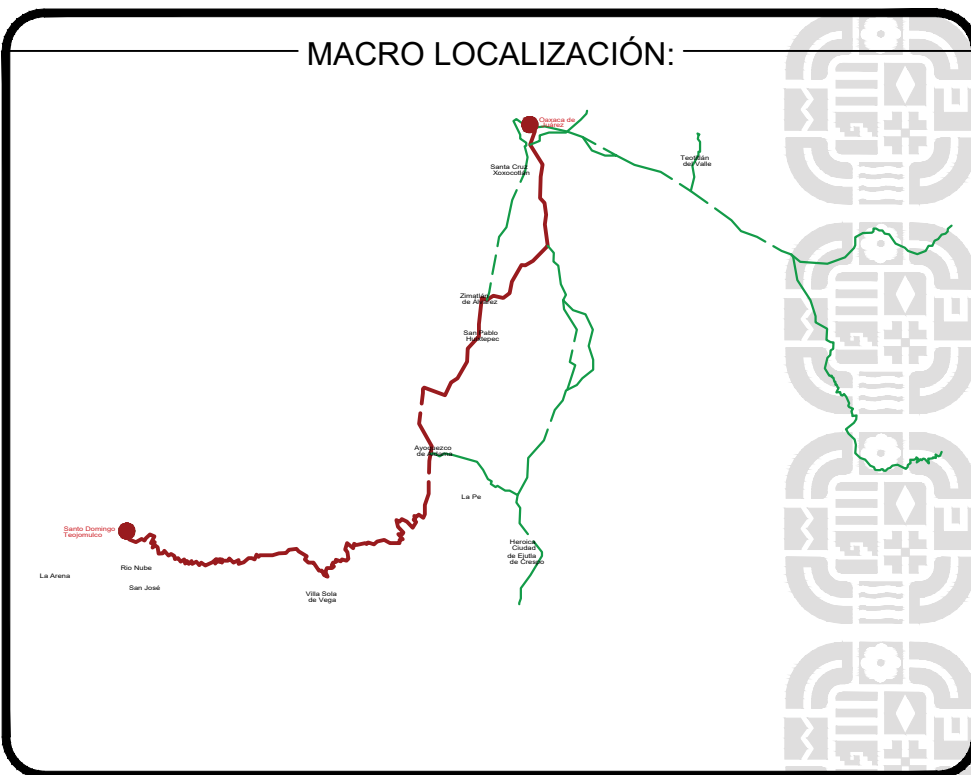 MACRO LOCALIZACIÓN:
Oaxaca de
Juárez
Santa Cruz
Xoxocotlán
Teotitlán
del Valle
Zimatlán
de Álvarez
San Pablo
Huixtepec
Ayoquezco
de Aldama
La Pe
Santo Domingo
Teojomulco
Heroica
Ciudad
de Ejutla
de Crespo
Rio Nube
La Arena
San José
Villa Sola
de Vega